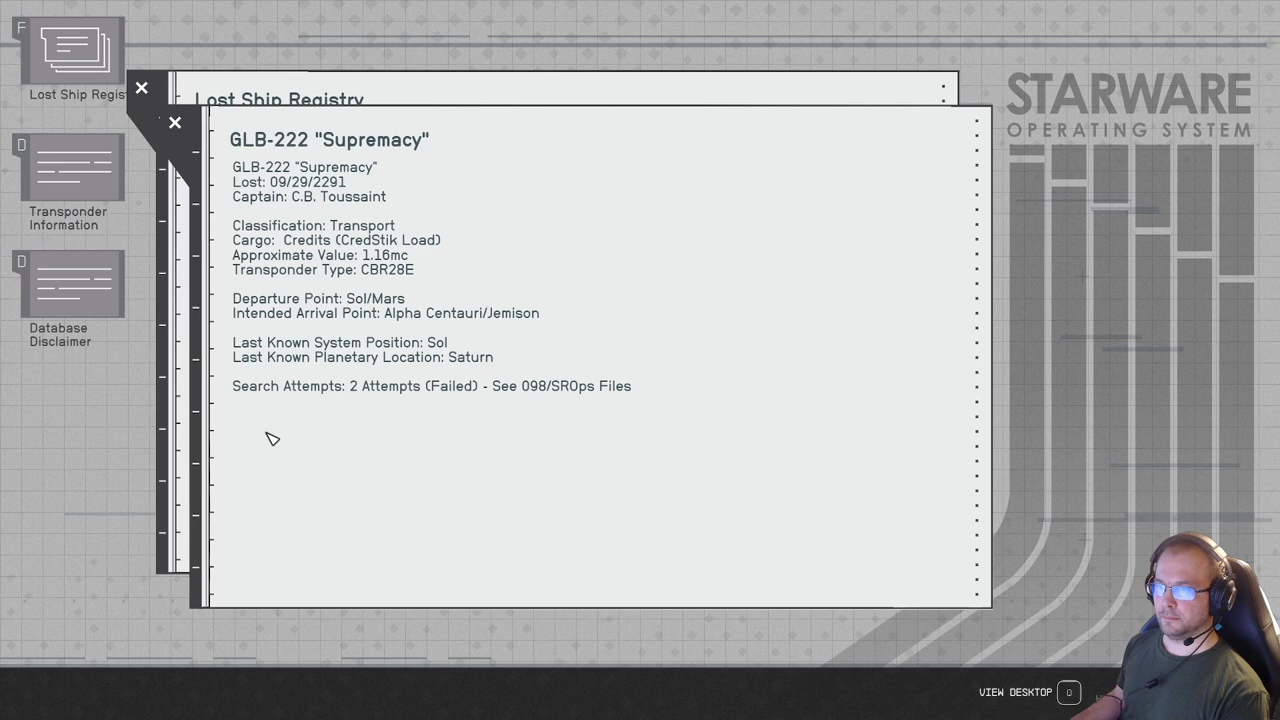 F
Lost Ship Regist
D
Transponder
Information
D
Database
Disclaimer
Lost Ship Registry
GLB-222 "Supremacy"
GLB-222 "Supremacy"
Lost: 09/29/2291
Captain: C.B. Toussaint
Classification: Transport
Cargo:  Credits (CredStik Load)
Approximate Value: 1.16mc
Transponder Type: CBR28E
Departure Point: Sol/Mars
Intended Arrival Point: Alpha Centauri/Jemison
Last Known System Position: Sol
Last Known Planetary Location: Saturn
Search Attempts: 2 Attempts (Failed) - See 098/SROps Files
STARWARE
OPERATING SYSTEM
VIEW DESKTOP Q